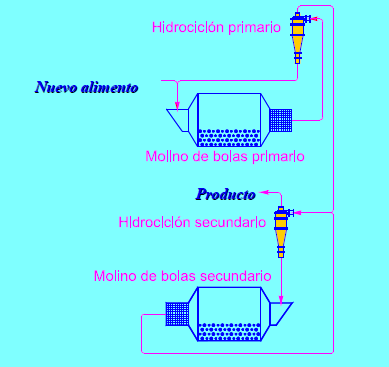 Hidrociclón primario
Nuevo alimento
Molino de bolas primario
Producto
Hidrociclón secundario
Molino de bolas secundario